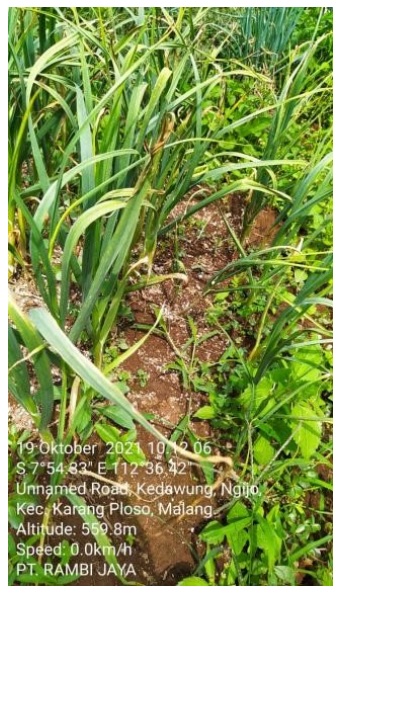 19 Oktober 2021 10.12.06
S 7°54.83" E 112°36.42"
Unnamed Road, Kedawung, Ngijo,
Kec. Karang Ploso, Malang.
Altitude: 559.8m
Speed: 0.0km/h
PT. RAMBI JAYA